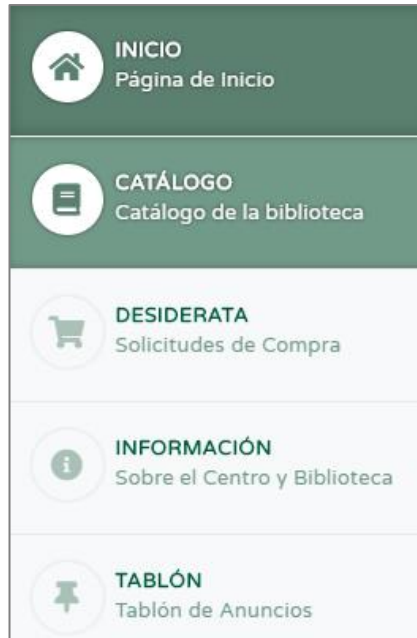 INICIO
Página de Inicio
CATÁLOGO
Catálogo de la biblioteca
DESIDERATA
Solicitudes de Compra
INFORMACIÓN
Sobre el Centro y Biblioteca
TABLÓN
Tablón de Anuncios